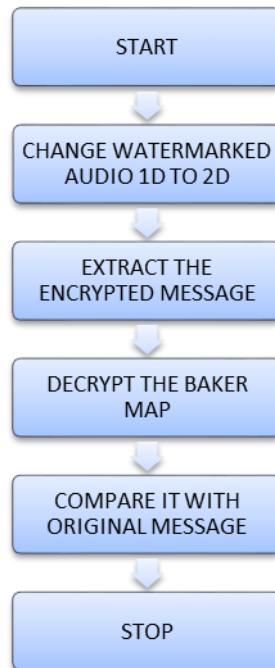 START
CHANGE WATERMARKED
AUDIO 1D TO 2D
EXTRACT THE
ENCRYPTED MESSAGE
DECRYPT THE BAKER
MAP
COMPARE IT WITH
ORIGINAL MESSAGE
STOP